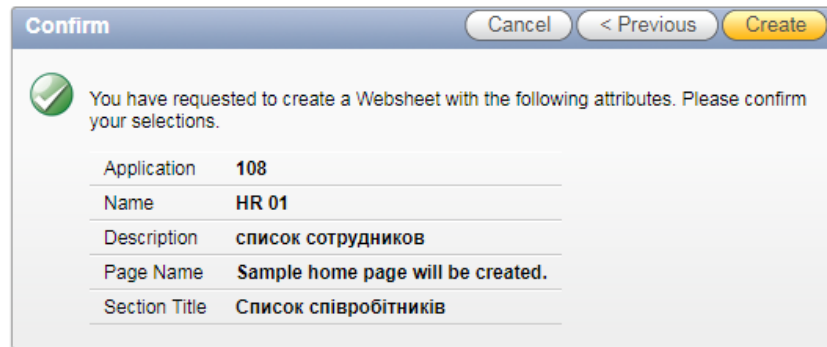 Confirm Cancel < Previous Create
You have requested to create a Websheet with the following attributes. Please confirm
your selections.
Application 108
Name HR 01
Description список сотрудников
Page Name Sample home page will be created.
Section Title Список співробітників